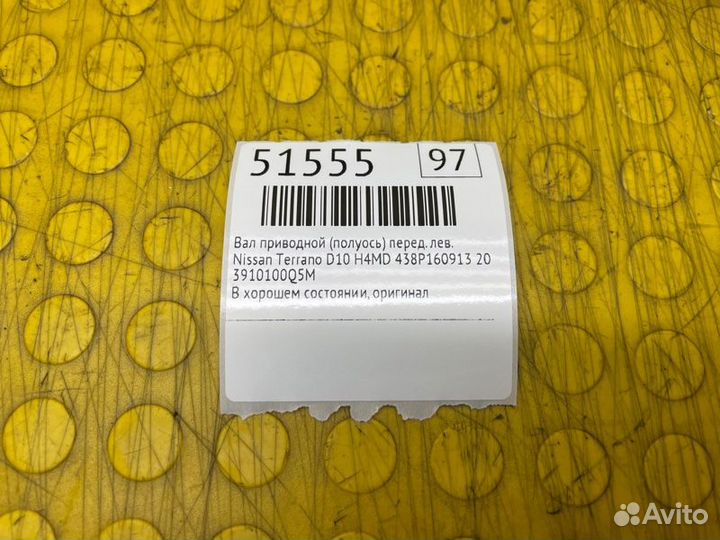 51555 97
Вал приводной (полуось) перед. лев.
Nissan Terrano D10 H4MD 438P160913 20
3910100Q5M
В хорошем состоянии, оригинал
Avito